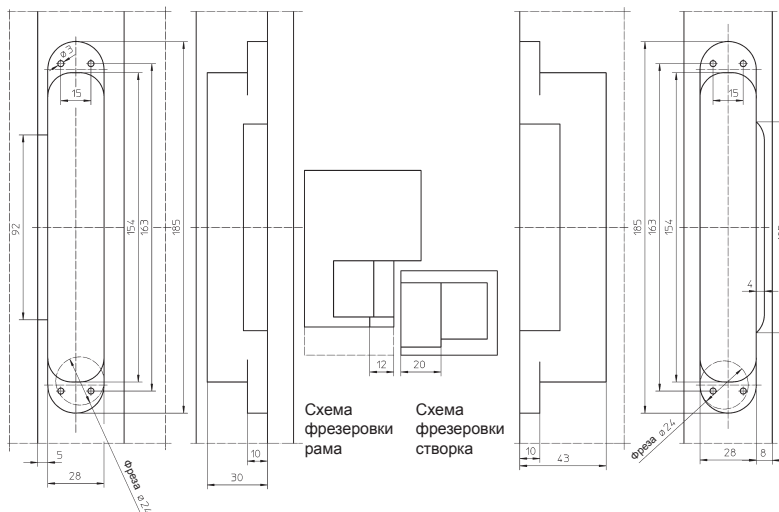 ø3
15
92
154
163
185
5
28
Фреза ø24
10
30
12
20
Схема
фрезеровки
рама
Схема
фрезеровки
створка
10
43
185
163
154
15
4
Фреза ø24
28
8